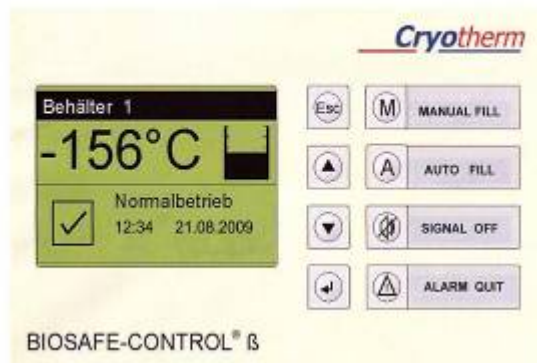 Cryotherm
Behälter 1
-156°C
Normalbetrieb
12:34 21.08.2009
Esc
M MANUAL FILL
A AUTO FILL
SIGNAL OFF
ALARM QUIT
BIOSAFE-CONTROL® ß